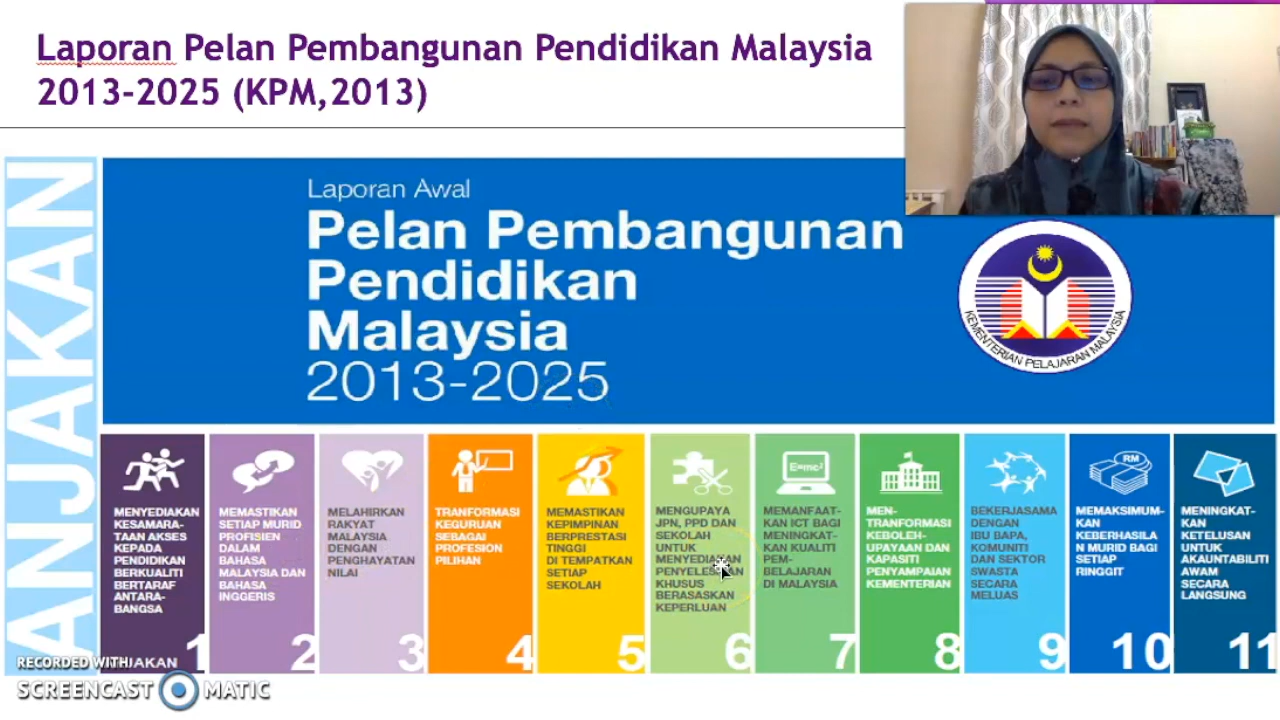 Laporan Pelan Pembangunan Pendidikan Malaysia
2013-2025 (KPM,2013)
ANJAKAN
Laporan Awal
Pelan Pembangunan
Pendidikan
Malaysia
2013-2025
KEMENTERIAN PELAJARAN MALAYSIA
MENYEDIAKAN
KESAMARA-
TAAN AKSES
KEPADA
PENDIDIKAN
BERKUALITI
BERTARAF
ANTARA-
BANGSA
1
MEMASTIKAN
SETIAP MURID
PROFISIEN
DALAM
BAHASA
MALAYSIA DAN
BAHASA
INGGERIS
2
MELAHIRKAN
RAKYAT
MALAYSIA
DENGAN
PENGHAYATAN
NILAI
3
TRANFORMASI
KEGURUAN
SEBAGAI
PROFESION
PILIHAN
4
MEMASTIKAN
KEPIMPINAN
BERPRESTASI
TINGGI
DI TEMPATKAN
SETIAP
SEKOLAH
5
MENGUPAYA
JPN, PPD DAN
SEKOLAH
UNTUK
MENYEDIAKAN
PENYELESAIAN
KHUSUS
BERASASKAN
KEPERLUAN
6
E=mc²
MEMANFAAT-
KAN ICT BAGI
MENINGKAT-
KAN KUALITI
PEM-
BELAJARAN
DI MALAYSIA
7
MEN-
TRANFORMASI
KEBOLEH-
UPAYAAN DAN
KAPASITI
PENYAMPAIAN
KEMENTERIAN
8
BEKERJASAMA
DENGAN
IBU BAPA,
KOMUNITI
DAN SEKTOR
SWASTA
SECARA
MELUAS
9
RM
MEMAKSIMUM-
KAN
KEBERHASILA
N MURID BAGI
SETIAP
RINGGIT
10
MENINGKAT-
KAN
KETELUSAN
UNTUK
AKAUNTABILITI
AWAM
SECARA
LANGSUNG
11
RECORDED WITH
SCREENCAST MATIC